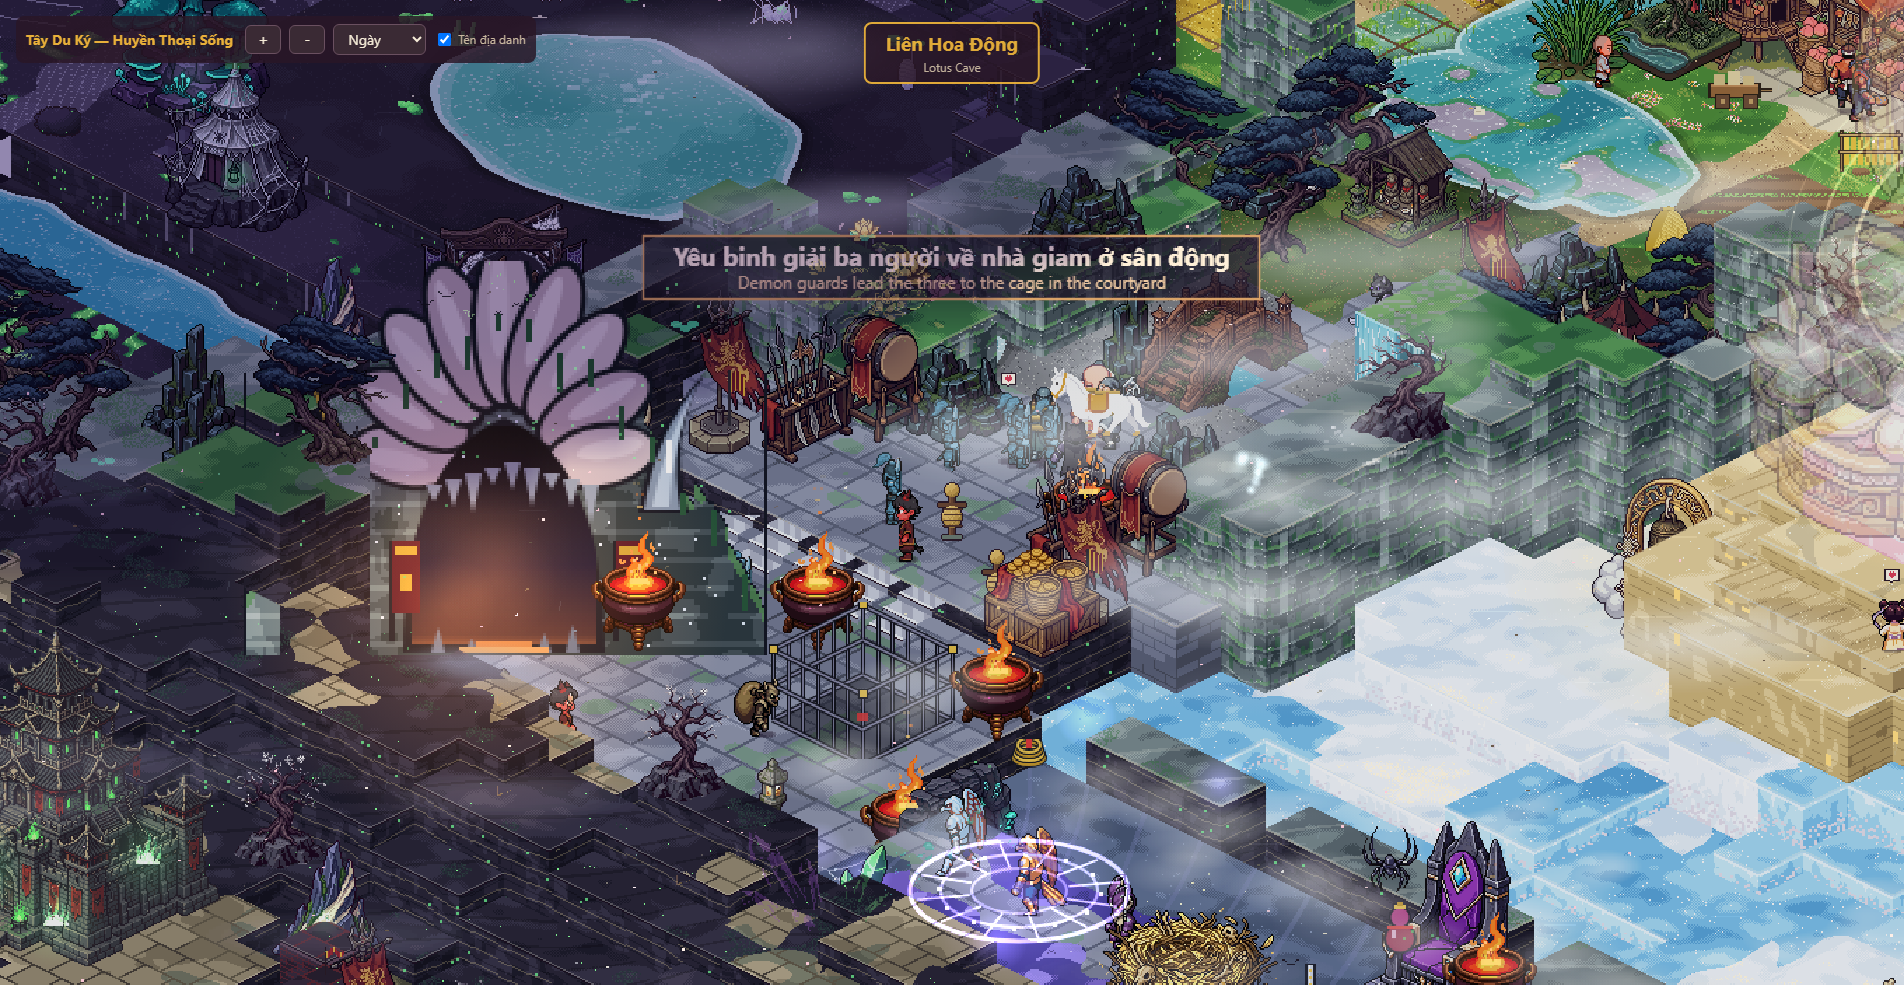 Tây Du Ký — Huyền Thoại Sống
+
-
Ngày
Tên địa danh
Liên Hoa Động
Lotus Cave
Yêu binh giải ba người về nhà giam ở sân động
Demon guards lead the three to the cage in the courtyard
?